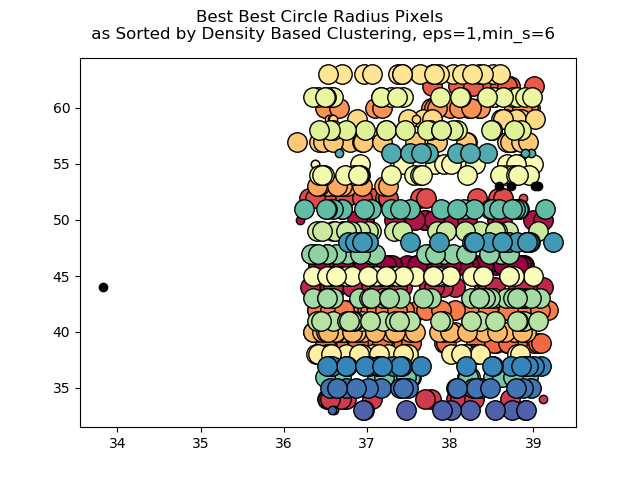 Best Best Circle Radius Pixels
as Sorted by Density Based Clustering, eps=1,min_s=6
60
55
50
45
40
35
34 35 36 37 38 39